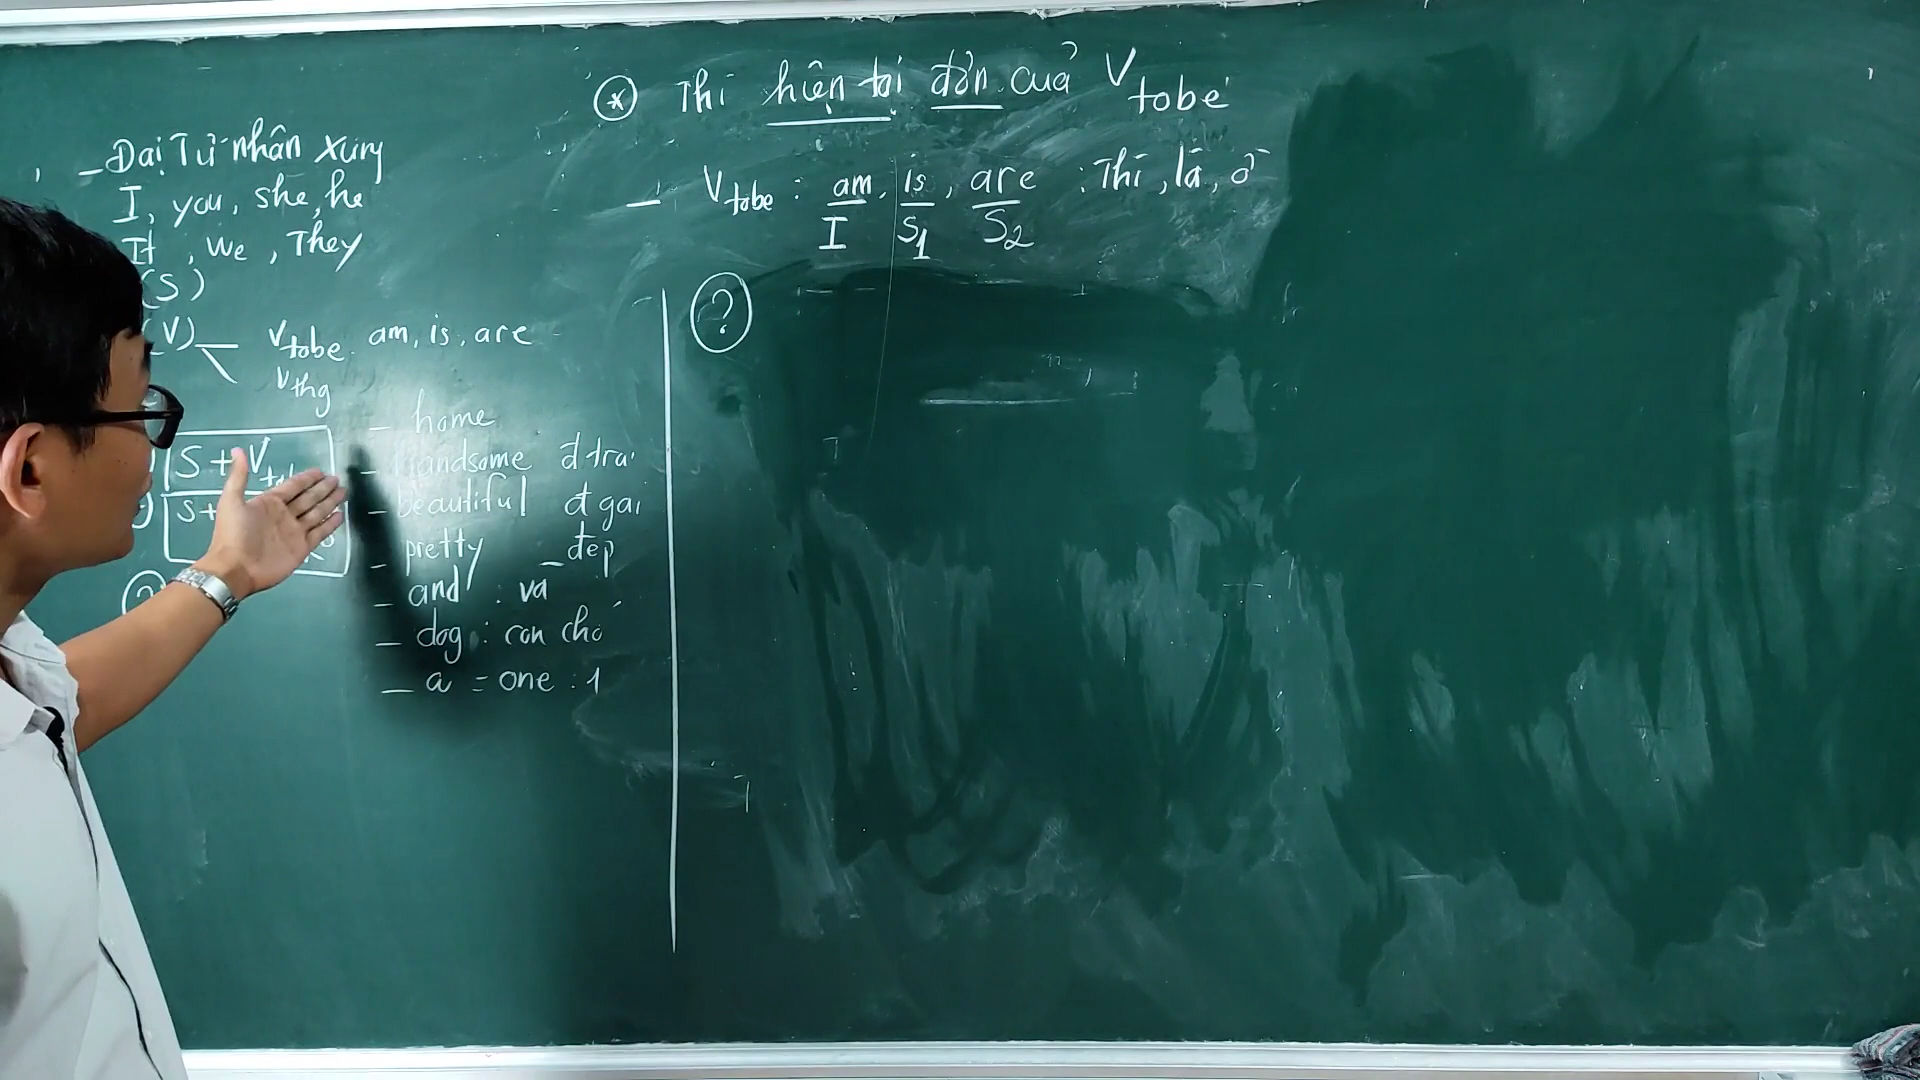 * Thì hiện tại đơn của V tobe
- V tobe : am, is, are : Thì, là, ở
I S1 S2
- Đại Từ nhân xưng
I, you, she, he
It, we, They
(S)
(V) V tobe am, is, are
V thg
- home
- handsome đ trai
- beautiful đ gái
- pretty _ đẹp
- and : và
- dog : con chó
- a = one : 1
S + V
S +
?